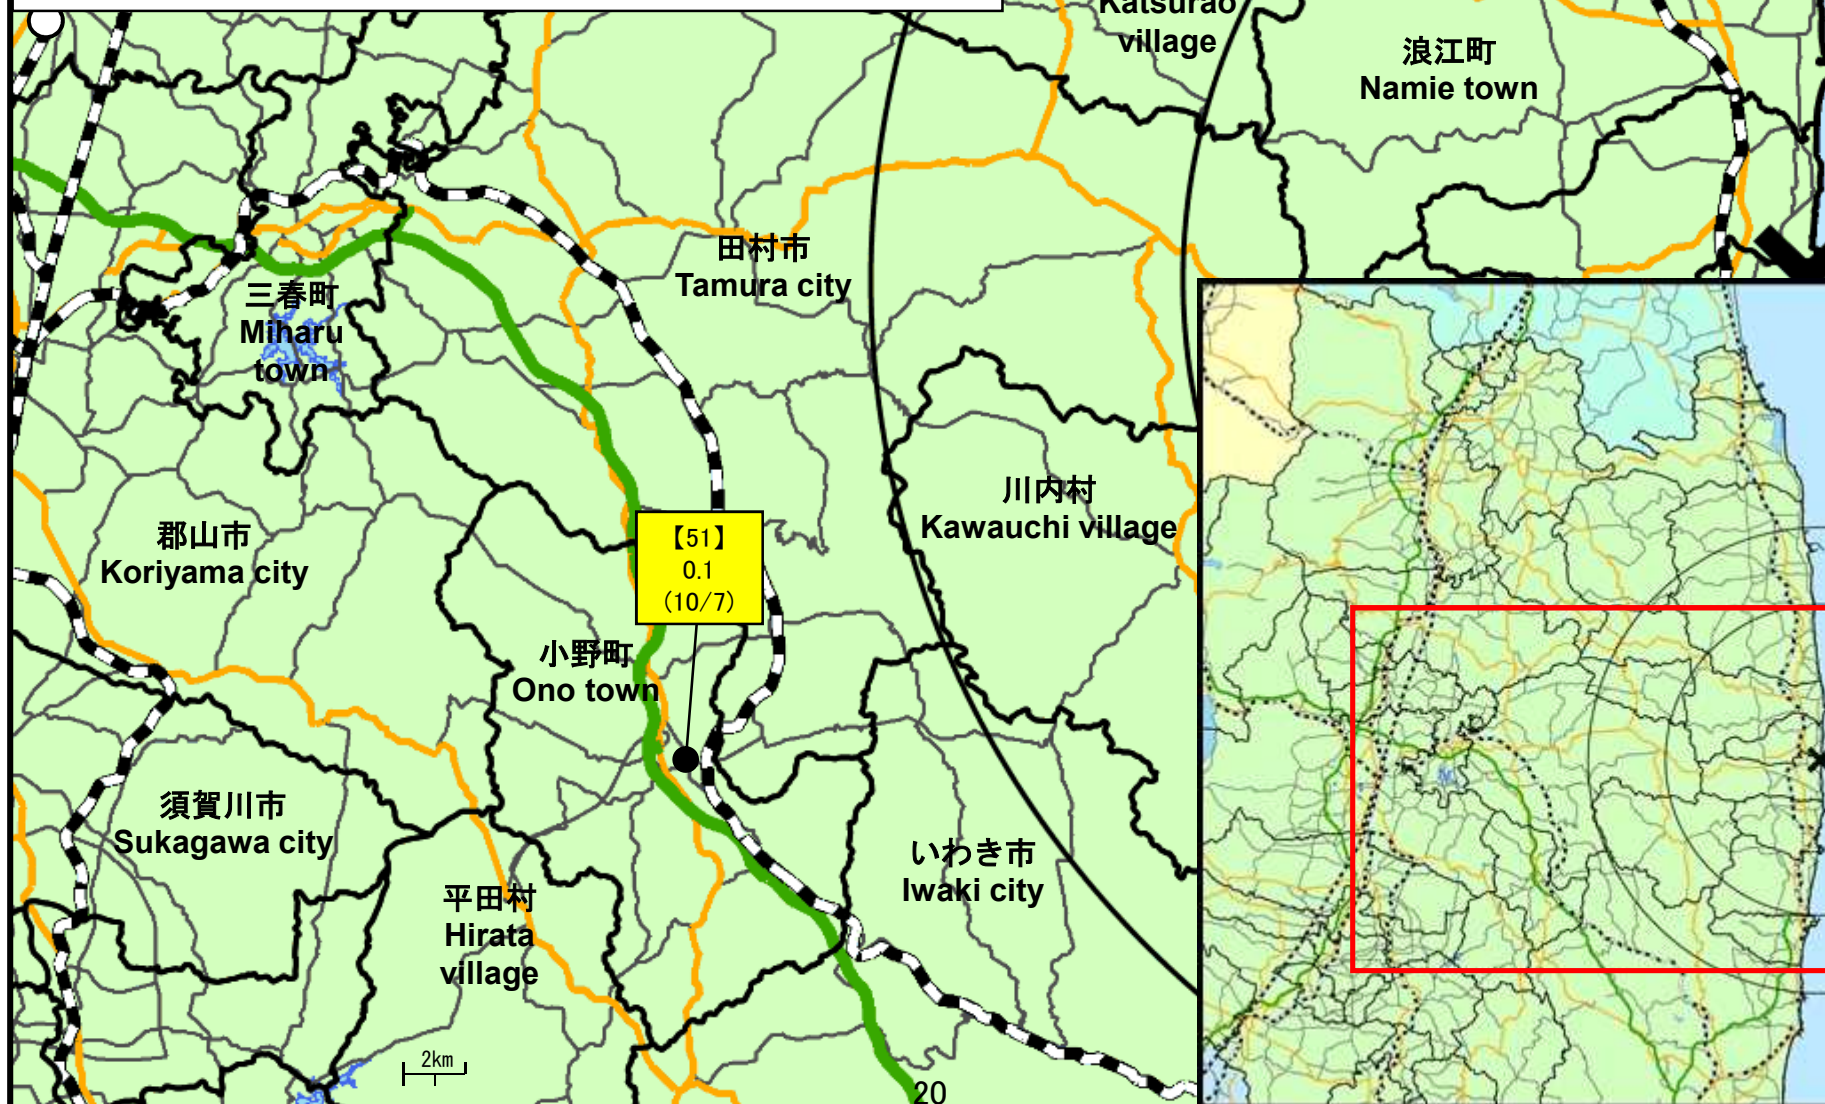 Katsurao
village
浪江町
Namie town
田村市
Tamura city
三春町
Miharu
town
川内村
Kawauchi village
郡山市
Koriyama city
【51】
0.1
(10/7)
小野町
Ono town
須賀川市
Sukagawa city
いわき市
Iwaki city
平田村
Hirata
village
2km
20